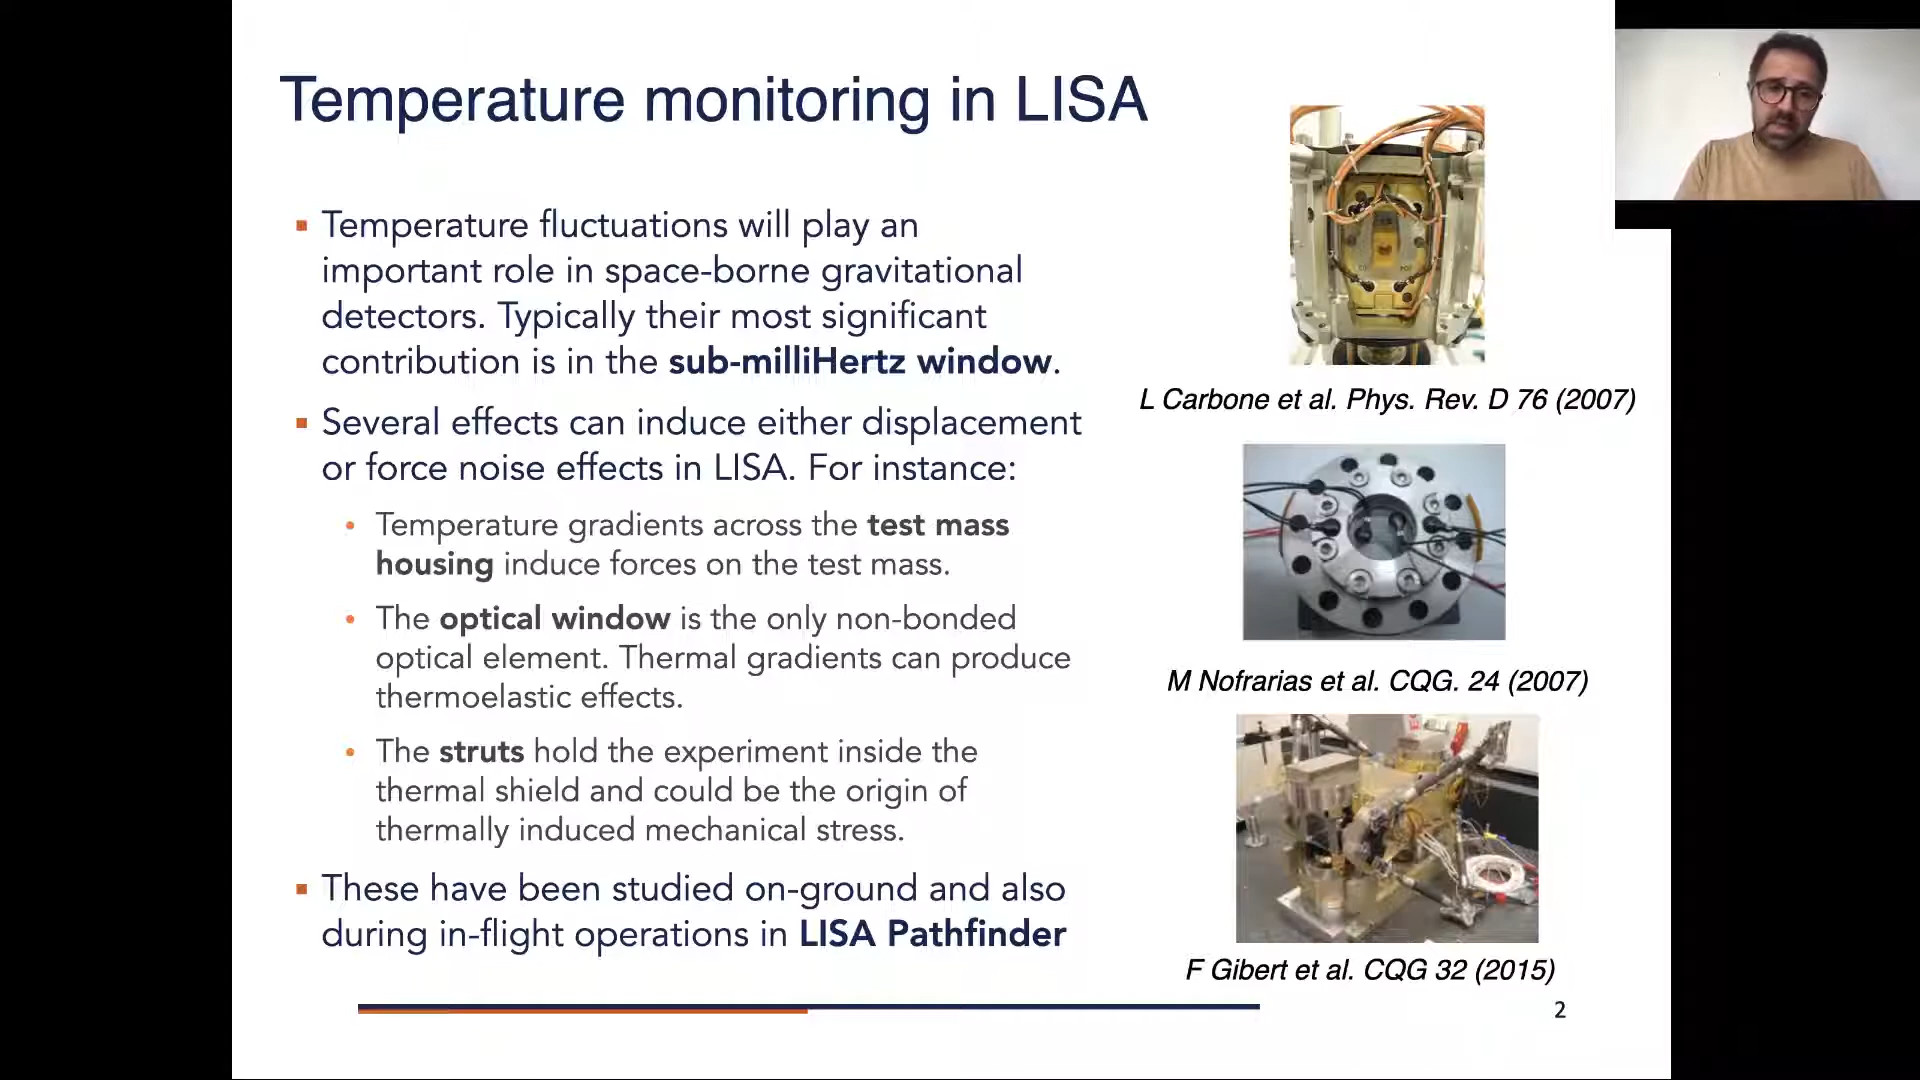 Temperature monitoring in LISA
▪ Temperature fluctuations will play an
important role in space-borne gravitational
detectors. Typically their most significant
contribution is in the sub-milliHertz window.
▪ Several effects can induce either displacement
or force noise effects in LISA. For instance:
• Temperature gradients across the test mass
housing induce forces on the test mass.
• The optical window is the only non-bonded
optical element. Thermal gradients can produce
thermoelastic effects.
• The struts hold the experiment inside the
thermal shield and could be the origin of
thermally induced mechanical stress.
▪ These have been studied on-ground and also
during in-flight operations in LISA Pathfinder
L Carbone et al. Phys. Rev. D 76 (2007)
M Nofrarias et al. CQG. 24 (2007)
F Gibert et al. CQG 32 (2015)
2